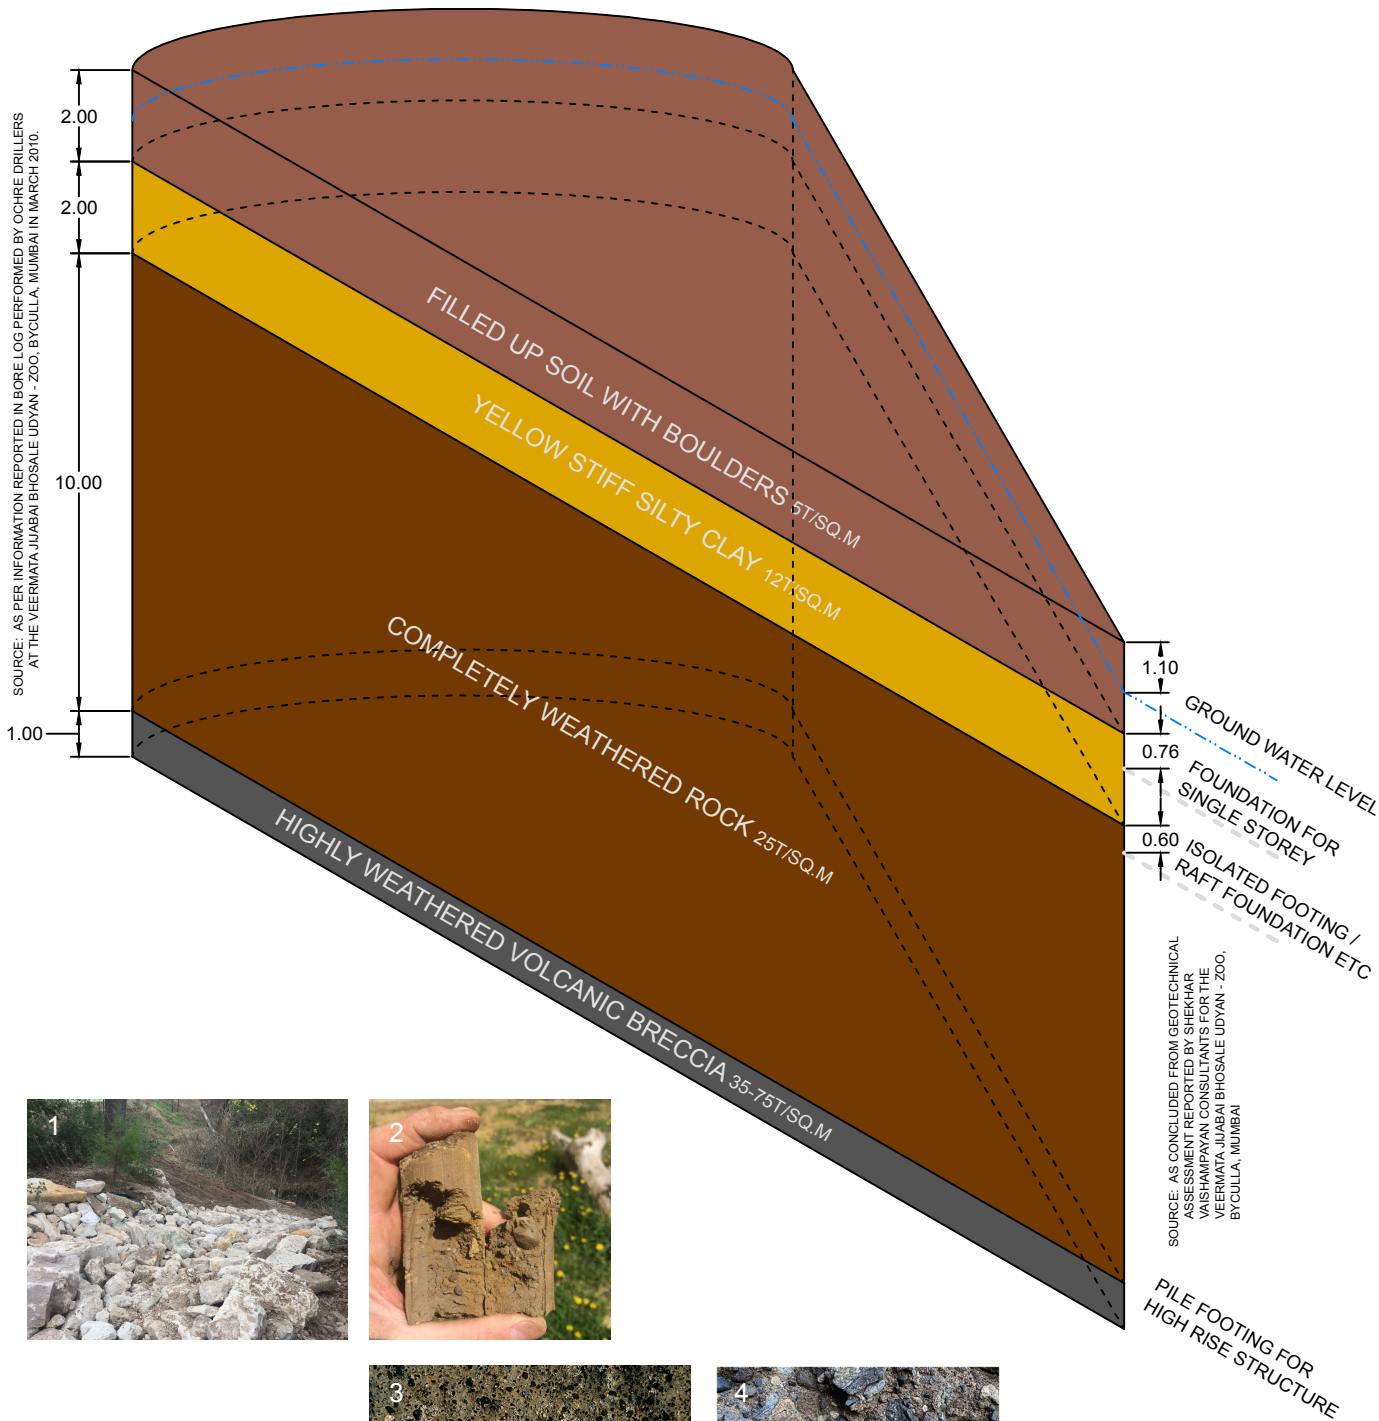 SOURCE: AS PER INFORMATION REPORTED IN BORE LOG PERFORMED BY OCHRE DRILLERS
AT THE VEERMATA JIJABAI BHOSALE UDYAN - ZOO, BYCULLA, MUMBAI IN MARCH 2010.
2.00
2.00
10.00
1.00
FILLED UP SOIL WITH BOULDERS 5T/SQ.M
YELLOW STIFF SILTY CLAY 12T/SQ.M
COMPLETELY WEATHERED ROCK 25T/SQ.M
HIGHLY WEATHERED VOLCANIC BRECCIA 35-75T/SQ.M
1.10
GROUND WATER LEVEL
0.76
FOUNDATION FOR
SINGLE STOREY
0.60
ISOLATED FOOTING /
RAFT FOUNDATION ETC
SOURCE: AS CONCLUDED FROM GEOTECHNICAL
ASSESSMENT REPORTED BY SHEKHAR
VAISHAMPAYAN CONSULTANTS FOR THE
VEERMATA JIJABAI BHOSALE UDYAN - ZOO,
BYCULLA, MUMBAI
PILE FOOTING FOR
HIGH RISE STRUCTURE
1
2
3
4